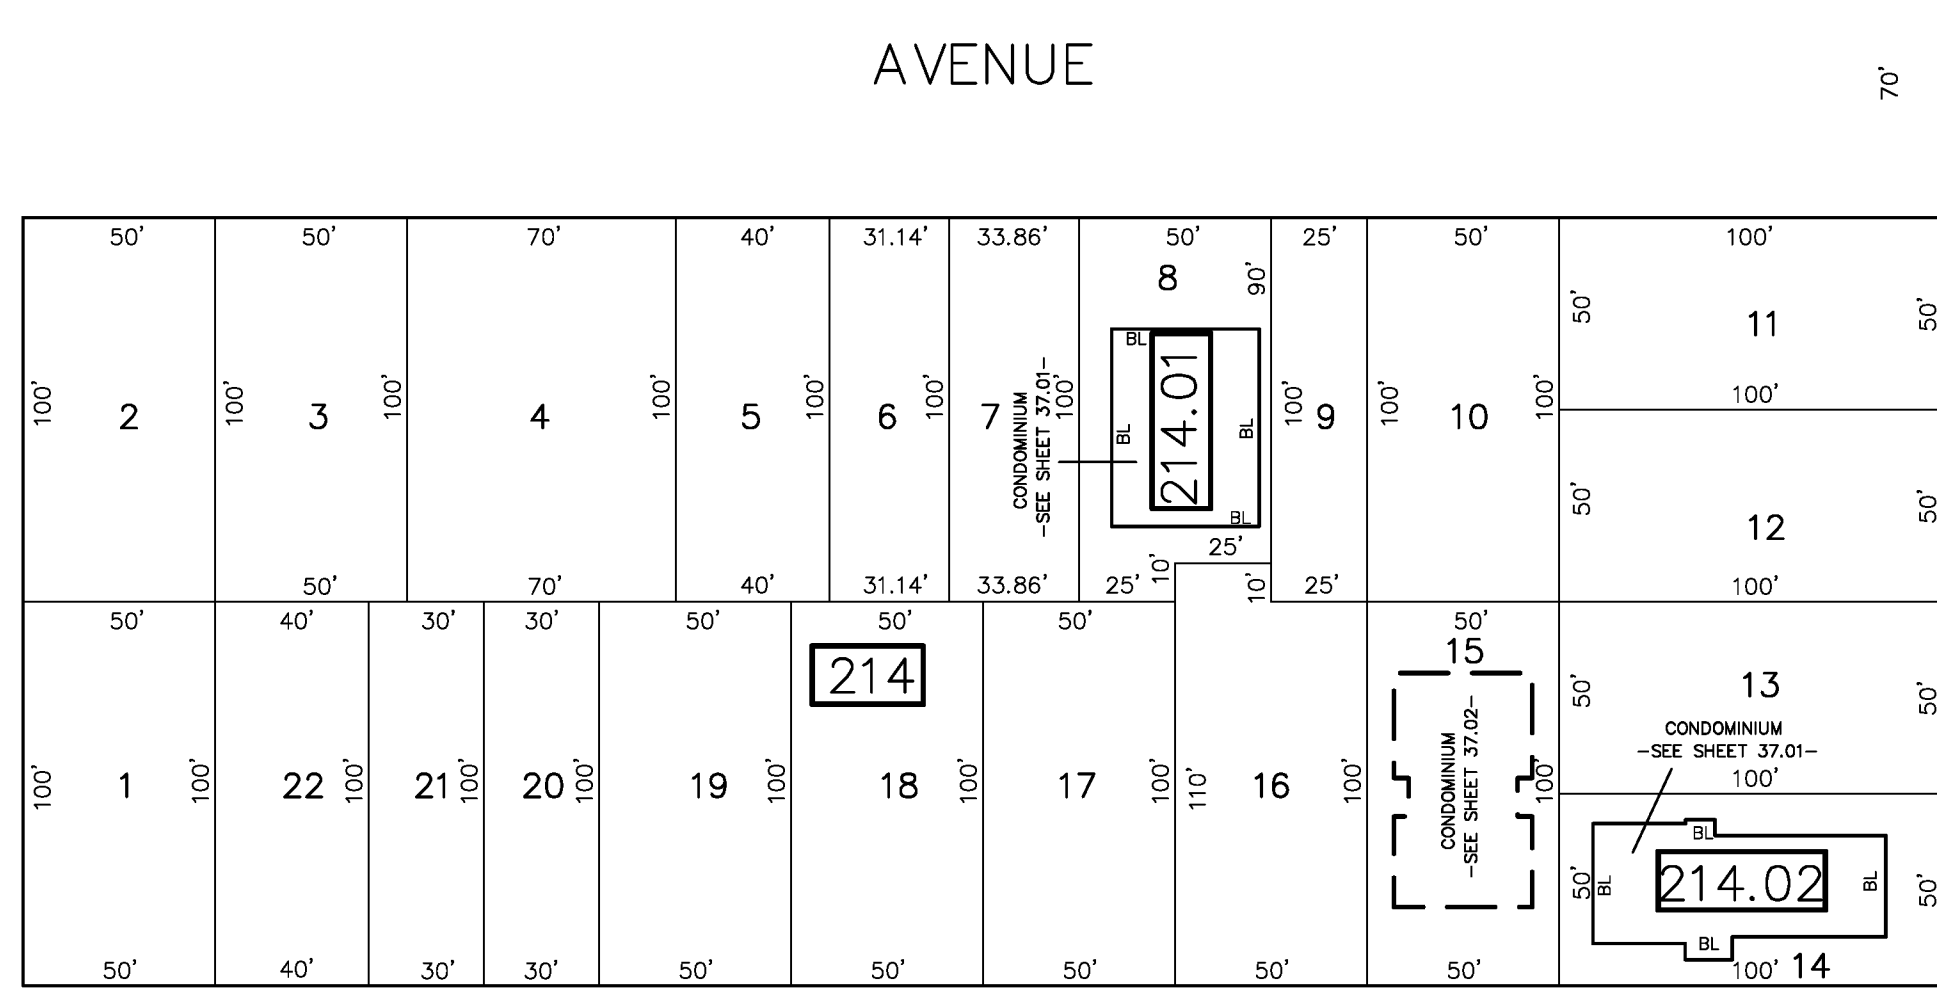 AVENUE
70'
50' 50' 70' 40' 31.14' 33.86' 50' 25' 50' 100'
8
90'
50' 11 50'
BL
214.01
CONDOMINIUM
-SEE SHEET 37.01-
BL
BL
BL
100' 2 100' 3 100' 4 100' 5 100' 6 100' 7 100' 100' 9 100' 10 100'
100'
50' 12 50'
25'
10'
10'
50' 70' 40' 31.14' 33.86' 25' 25' 100'
50' 40' 30' 30' 50' 50' 50' 50'
15
214
50' 13 50'
CONDOMINIUM
-SEE SHEET 37.01-
100'
CONDOMINIUM
-SEE SHEET 37.02-
100' 1 100' 22 100' 21 100' 20 100' 19 100' 18 100' 17 100' 110' 16 100' 100'
BL
50' BL 214.02 BL 50'
BL
50' 40' 30' 30' 50' 50' 50' 50' 50' 100' 14